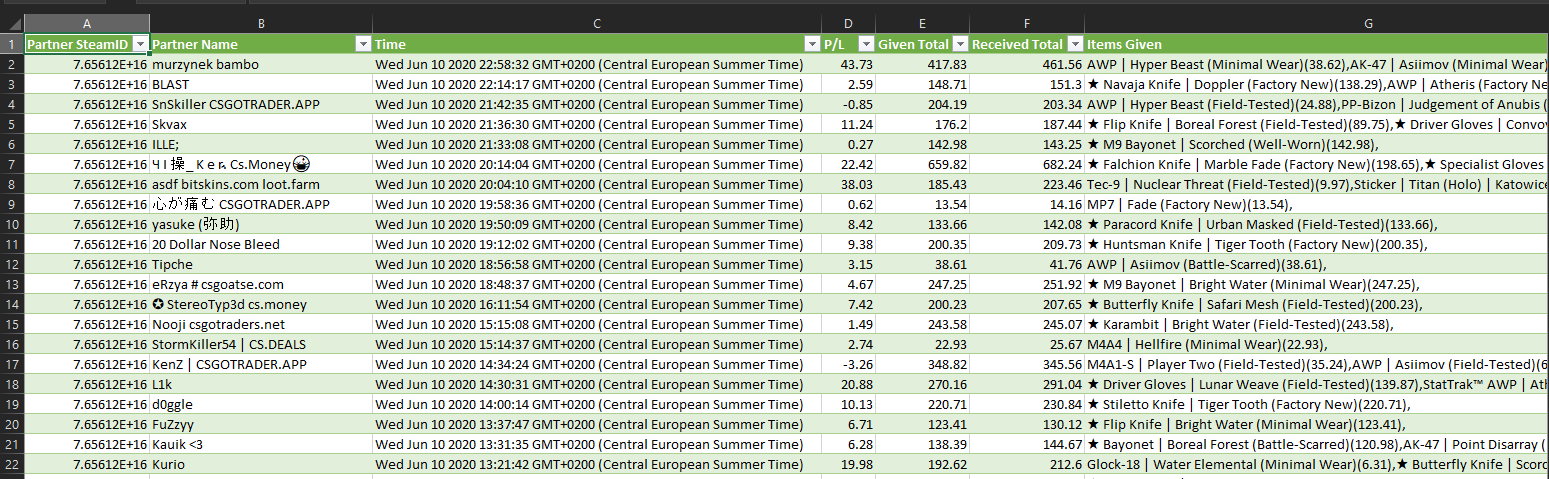 A B C D E F G
1 Partner SteamID Partner Name Time P/L Given Total Received Total Items Given
2 7.65612E+16 murzynek bambo Wed Jun 10 2020 22:58:32 GMT+0200 (Central European Summer Time) 43.73 417.83 461.56 AWP | Hyper Beast (Minimal Wear)(38.62),AK-47 | Asiimov (Minimal Wear)
3 7.65612E+16 BLAST Wed Jun 10 2020 22:14:17 GMT+0200 (Central European Summer Time) 2.59 148.71 151.3 ★ Navaja Knife | Doppler (Factory New)(138.29),AWP | Atheris (Factory Ne
4 7.65612E+16 SnSkiller CSGOTRADER.APP Wed Jun 10 2020 21:42:35 GMT+0200 (Central European Summer Time) -0.85 204.19 203.34 AWP | Hyper Beast (Field-Tested)(24.88),PP-Bizon | Judgement of Anubis (
5 7.65612E+16 Skvax Wed Jun 10 2020 21:36:30 GMT+0200 (Central European Summer Time) 11.24 176.2 187.44 ★ Flip Knife | Boreal Forest (Field-Tested)(89.75),★ Driver Gloves | Convo
6 7.65612E+16 ILLE; Wed Jun 10 2020 21:33:08 GMT+0200 (Central European Summer Time) 0.27 142.98 143.25 ★ M9 Bayonet | Scorched (Well-Worn)(142.98),
7 7.65612E+16 操 Cs.Money Wed Jun 10 2020 20:14:04 GMT+0200 (Central European Summer Time) 22.42 659.82 682.24 ★ Falchion Knife | Marble Fade (Factory New)(198.65),★ Specialist Gloves
8 7.65612E+16 asdf bitskins.com loot.farm Wed Jun 10 2020 20:04:10 GMT+0200 (Central European Summer Time) 38.03 185.43 223.46 Tec-9 | Nuclear Threat (Field-Tested)(9.97),Sticker | Titan (Holo) | Katowic
9 7.65612E+16 心が痛む CSGOTRADER.APP Wed Jun 10 2020 19:58:36 GMT+0200 (Central European Summer Time) 0.62 13.54 14.16 MP7 | Fade (Factory New)(13.54),
10 7.65612E+16 yasuke (弥助) Wed Jun 10 2020 19:50:09 GMT+0200 (Central European Summer Time) 8.42 133.66 142.08 ★ Paracord Knife | Urban Masked (Field-Tested)(133.66),
11 7.65612E+16 20 Dollar Nose Bleed Wed Jun 10 2020 19:12:02 GMT+0200 (Central European Summer Time) 9.38 200.35 209.73 ★ Huntsman Knife | Tiger Tooth (Factory New)(200.35),
12 7.65612E+16 Tipche Wed Jun 10 2020 18:56:58 GMT+0200 (Central European Summer Time) 3.15 38.61 41.76 AWP | Asiimov (Battle-Scarred)(38.61),
13 7.65612E+16 eRzya # csgoatse.com Wed Jun 10 2020 18:48:37 GMT+0200 (Central European Summer Time) 4.67 247.25 251.92 ★ M9 Bayonet | Bright Water (Minimal Wear)(247.25),
14 7.65612E+16 ✪ StereoTyp3d cs.money Wed Jun 10 2020 16:11:54 GMT+0200 (Central European Summer Time) 7.42 200.23 207.65 ★ Butterfly Knife | Safari Mesh (Field-Tested)(200.23),
15 7.65612E+16 Nooji csgotraders.net Wed Jun 10 2020 15:15:08 GMT+0200 (Central European Summer Time) 1.49 243.58 245.07 ★ Karambit | Bright Water (Field-Tested)(243.58),
16 7.65612E+16 StormKiller54 | CS.DEALS Wed Jun 10 2020 15:14:37 GMT+0200 (Central European Summer Time) 2.74 22.93 25.67 M4A4 | Hellfire (Minimal Wear)(22.93),
17 7.65612E+16 KenZ | CSGOTRADER.APP Wed Jun 10 2020 14:34:24 GMT+0200 (Central European Summer Time) -3.26 348.82 345.56 M4A1-S | Player Two (Field-Tested)(35.24),AWP | Asiimov (Field-Tested)(6
18 7.65612E+16 L1k Wed Jun 10 2020 14:30:31 GMT+0200 (Central European Summer Time) 20.88 270.16 291.04 ★ Driver Gloves | Lunar Weave (Field-Tested)(139.87),StatTrak™ AWP | Ath
19 7.65612E+16 d0ggle Wed Jun 10 2020 14:00:14 GMT+0200 (Central European Summer Time) 10.13 220.71 230.84 ★ Stiletto Knife | Tiger Tooth (Factory New)(220.71),
20 7.65612E+16 FuZzyy Wed Jun 10 2020 13:37:47 GMT+0200 (Central European Summer Time) 6.71 123.41 130.12 ★ Flip Knife | Bright Water (Minimal Wear)(123.41),
21 7.65612E+16 Kauik <3 Wed Jun 10 2020 13:31:35 GMT+0200 (Central European Summer Time) 6.28 138.39 144.67 ★ Bayonet | Boreal Forest (Battle-Scarred)(120.98),AK-47 | Point Disarray (
22 7.65612E+16 Kurio Wed Jun 10 2020 13:21:42 GMT+0200 (Central European Summer Time) 19.98 192.62 212.6 Glock-18 | Water Elemental (Minimal Wear)(6.31),★ Butterfly Knife | Scorc